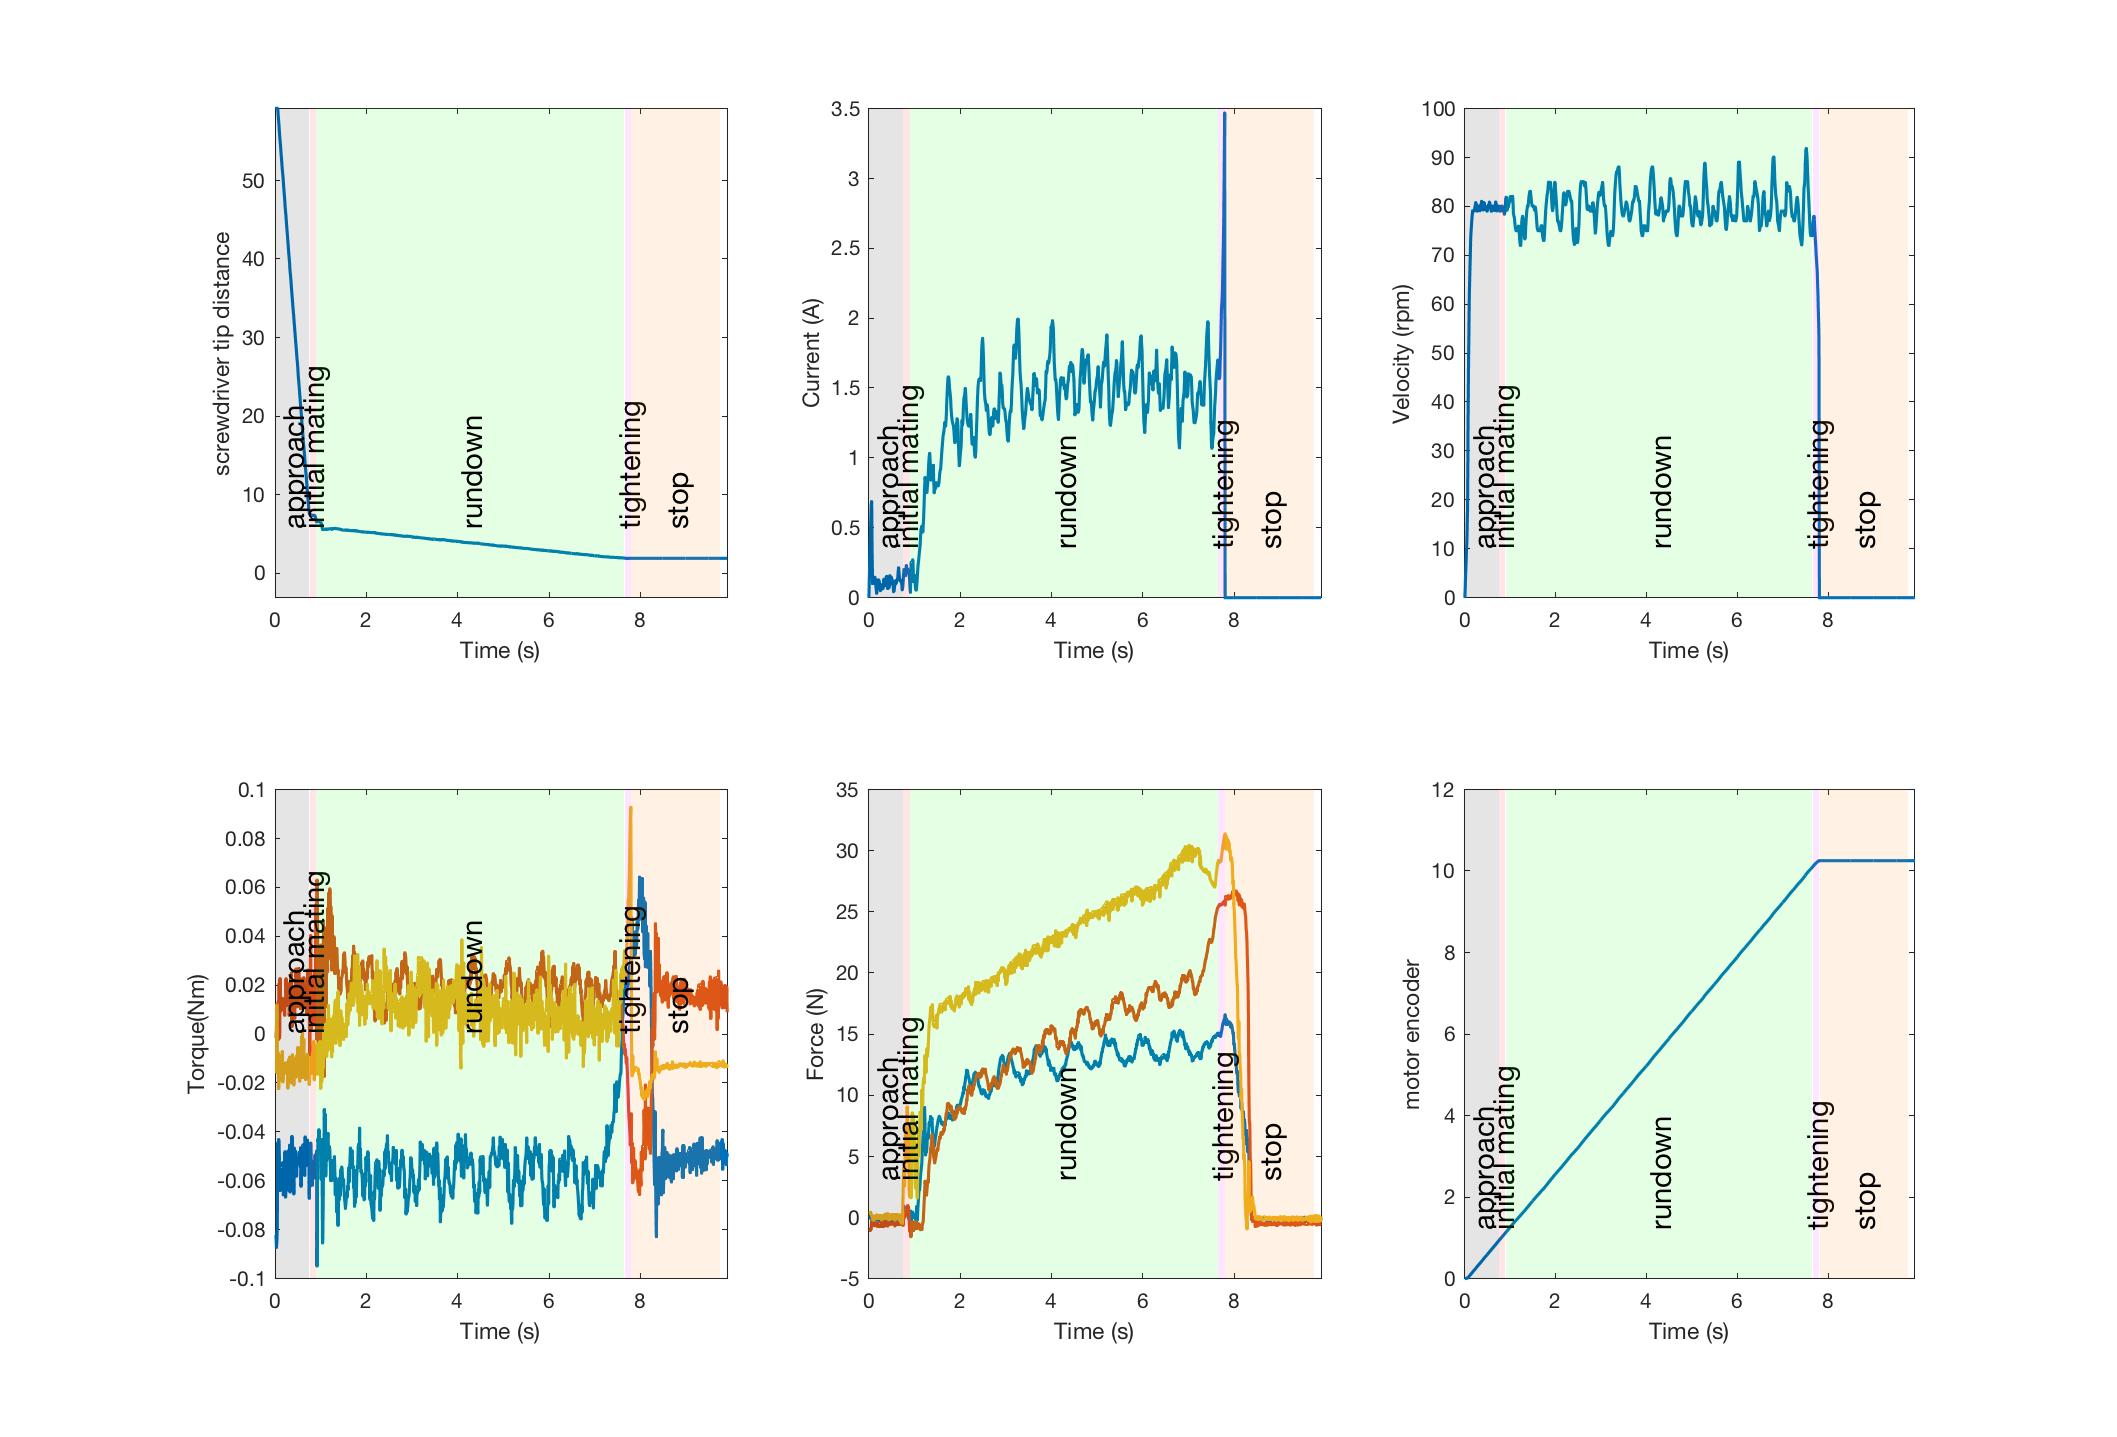 screwdriver tip distance
50
40
30
20
10
0
approach
initial mating
rundown
tightening
stop
0 2 4 6 8
Time (s)
Current (A)
3.5
3
2.5
2
1.5
1
0.5
0
approach
initial mating
rundown
tightening
stop
0 2 4 6 8
Time (s)
Velocity (rpm)
100
90
80
70
60
50
40
30
20
10
0
approach
initial mating
rundown
tightening
stop
0 2 4 6 8
Time (s)
Torque(Nm)
0.1
0.08
0.06
0.04
0.02
0
-0.02
-0.04
-0.06
-0.08
-0.1
approach
initial mating
rundown
tightening
stop
0 2 4 6 8
Time (s)
Force (N)
35
30
25
20
15
10
5
0
-5
approach
initial mating
rundown
tightening
stop
0 2 4 6 8
Time (s)
motor encoder
12
10
8
6
4
2
0
approach
initial mating
rundown
tightening
stop
0 2 4 6 8
Time (s)